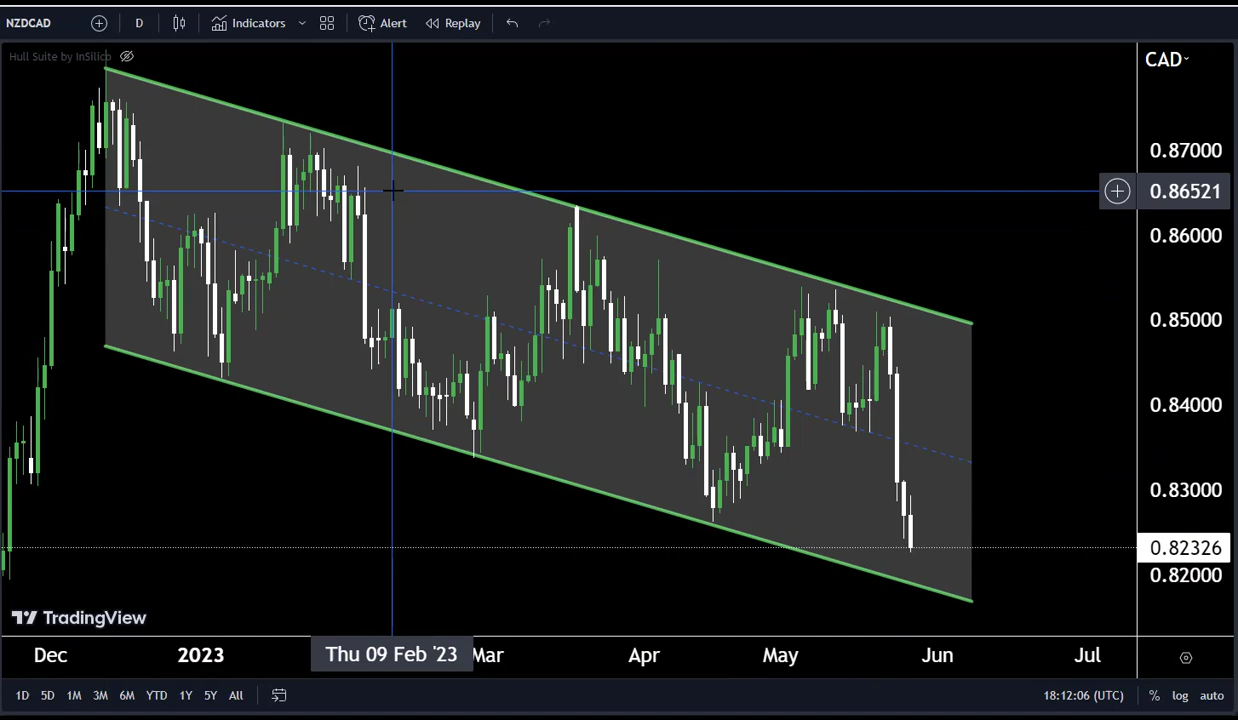 NZDCAD D Indicators Alert Replay
Hull Suite by InSilico
CAD
0.87000
0.86521
0.86000
0.85000
0.84000
0.83000
0.82326
0.82000
TradingView
Dec 2023 Thu 09 Feb '23 Mar Apr May Jun Jul
1D 5D 1M 3M 6M YTD 1Y 5Y All 18:12:06 (UTC) % log auto